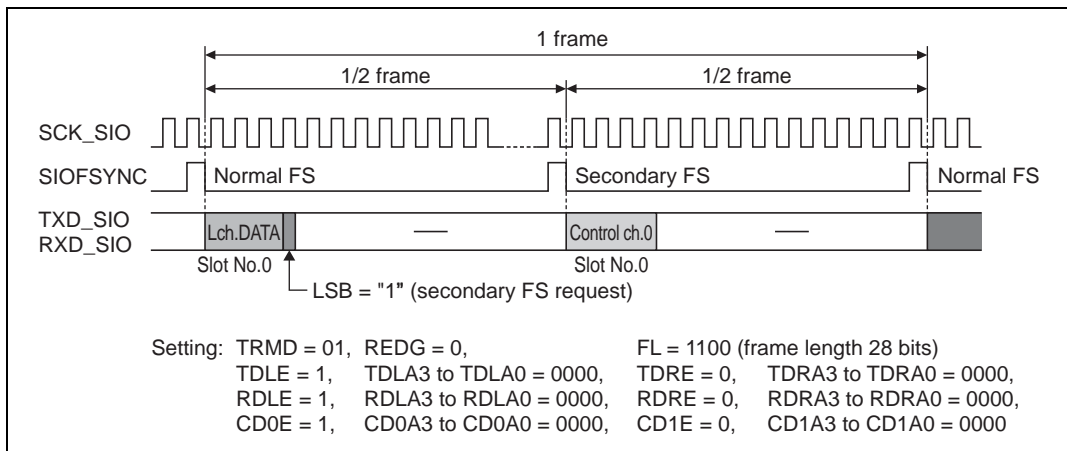 1 frame
1/2 frame 1/2 frame
SCK_SIO
SIOFSYNC Normal FS Secondary FS Normal FS
TXD_SIO
RXD_SIO
Lch.DATA Control ch.0
Slot No.0 Slot No.0
LSB = "1" (secondary FS request)
Setting: TRMD = 01, REDG = 0, FL = 1100 (frame length 28 bits)
TDLE = 1, TDLA3 to TDLA0 = 0000, TDRE = 0, TDRA3 to TDRA0 = 0000,
RDLE = 1, RDLA3 to RDLA0 = 0000, RDRE = 0, RDRA3 to RDRA0 = 0000,
CD0E = 1, CD0A3 to CD0A0 = 0000, CD1E = 0, CD1A3 to CD1A0 = 0000